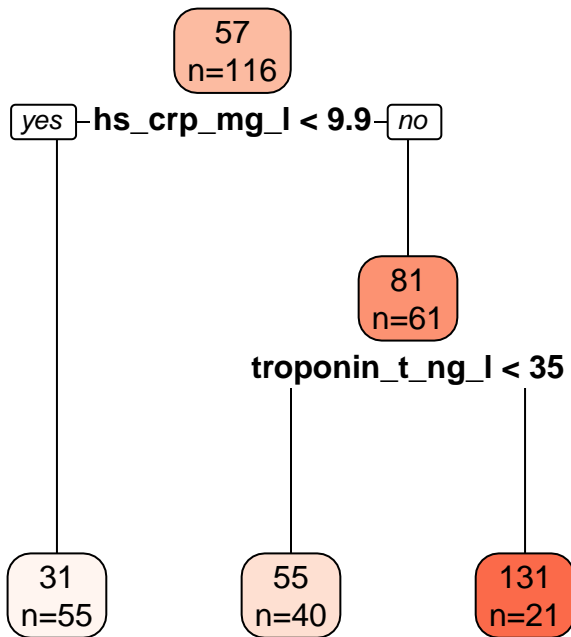 57
n=116
yes hs_crp_mg_l < 9.9 no
81
n=61
troponin_t_ng_l < 35
31
n=55
55
n=40
131
n=21